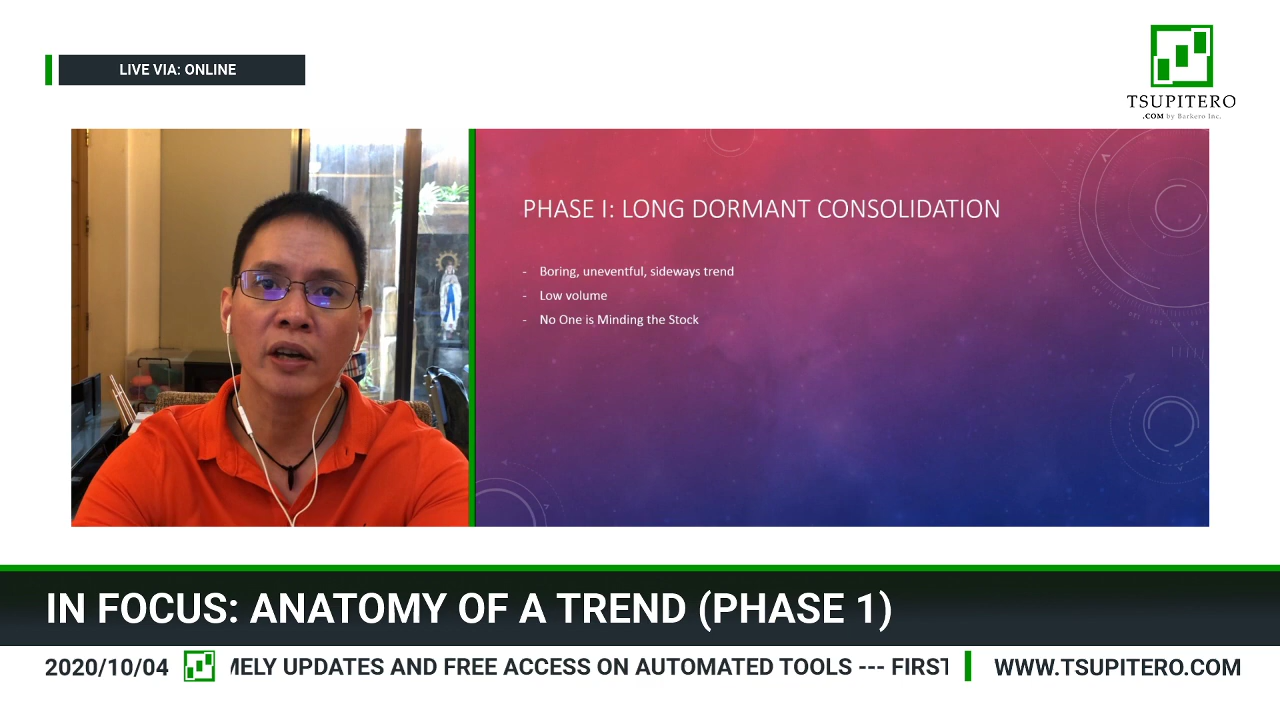 LIVE VIA: ONLINE
TSUPITERO
.COM by Barkero Inc.
PHASE I: LONG DORMANT CONSOLIDATION
- Boring, uneventful, sideways trend
- Low volume
- No One is Minding the Stock
IN FOCUS: ANATOMY OF A TREND (PHASE 1)
2020/10/04
MELY UPDATES AND FREE ACCESS ON AUTOMATED TOOLS --- FIRST
WWW.TSUPITERO.COM